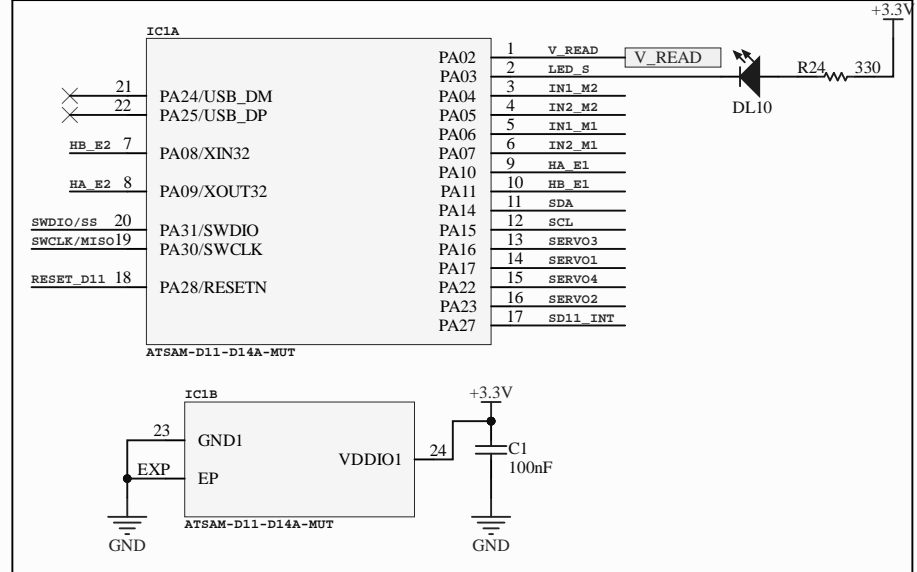 +3.3V
IC1A
PA02 1 V_READ V_READ
PA03 2 LED_S
R24 330
DL10
21 PA24/USB_DM PA04 3 IN1_M2
22 PA25/USB_DP PA05 4 IN2_M2
PA06 5 IN1_M1
HB_E2 7 PA08/XIN32 PA07 6 IN2_M1
PA10 9 HA_E1
HA_E2 8 PA09/XOUT32 PA11 10 HB_E1
PA14 11 SDA
SWDIO/SS 20 PA31/SWDIO PA15 12 SCL
SWCLK/MISO 19 PA30/SWCLK PA16 13 SERVO3
PA17 14 SERVO1
RESET_D11 18 PA28/RESETN PA22 15 SERVO4
PA23 16 SERVO2
PA27 17 SD11_INT
ATSAM-D11-D14A-MUT
IC1B
+3.3V
23 GND1
VDDIO1 24
C1
100nF
EXP EP
ATSAM-D11-D14A-MUT
GND
GND